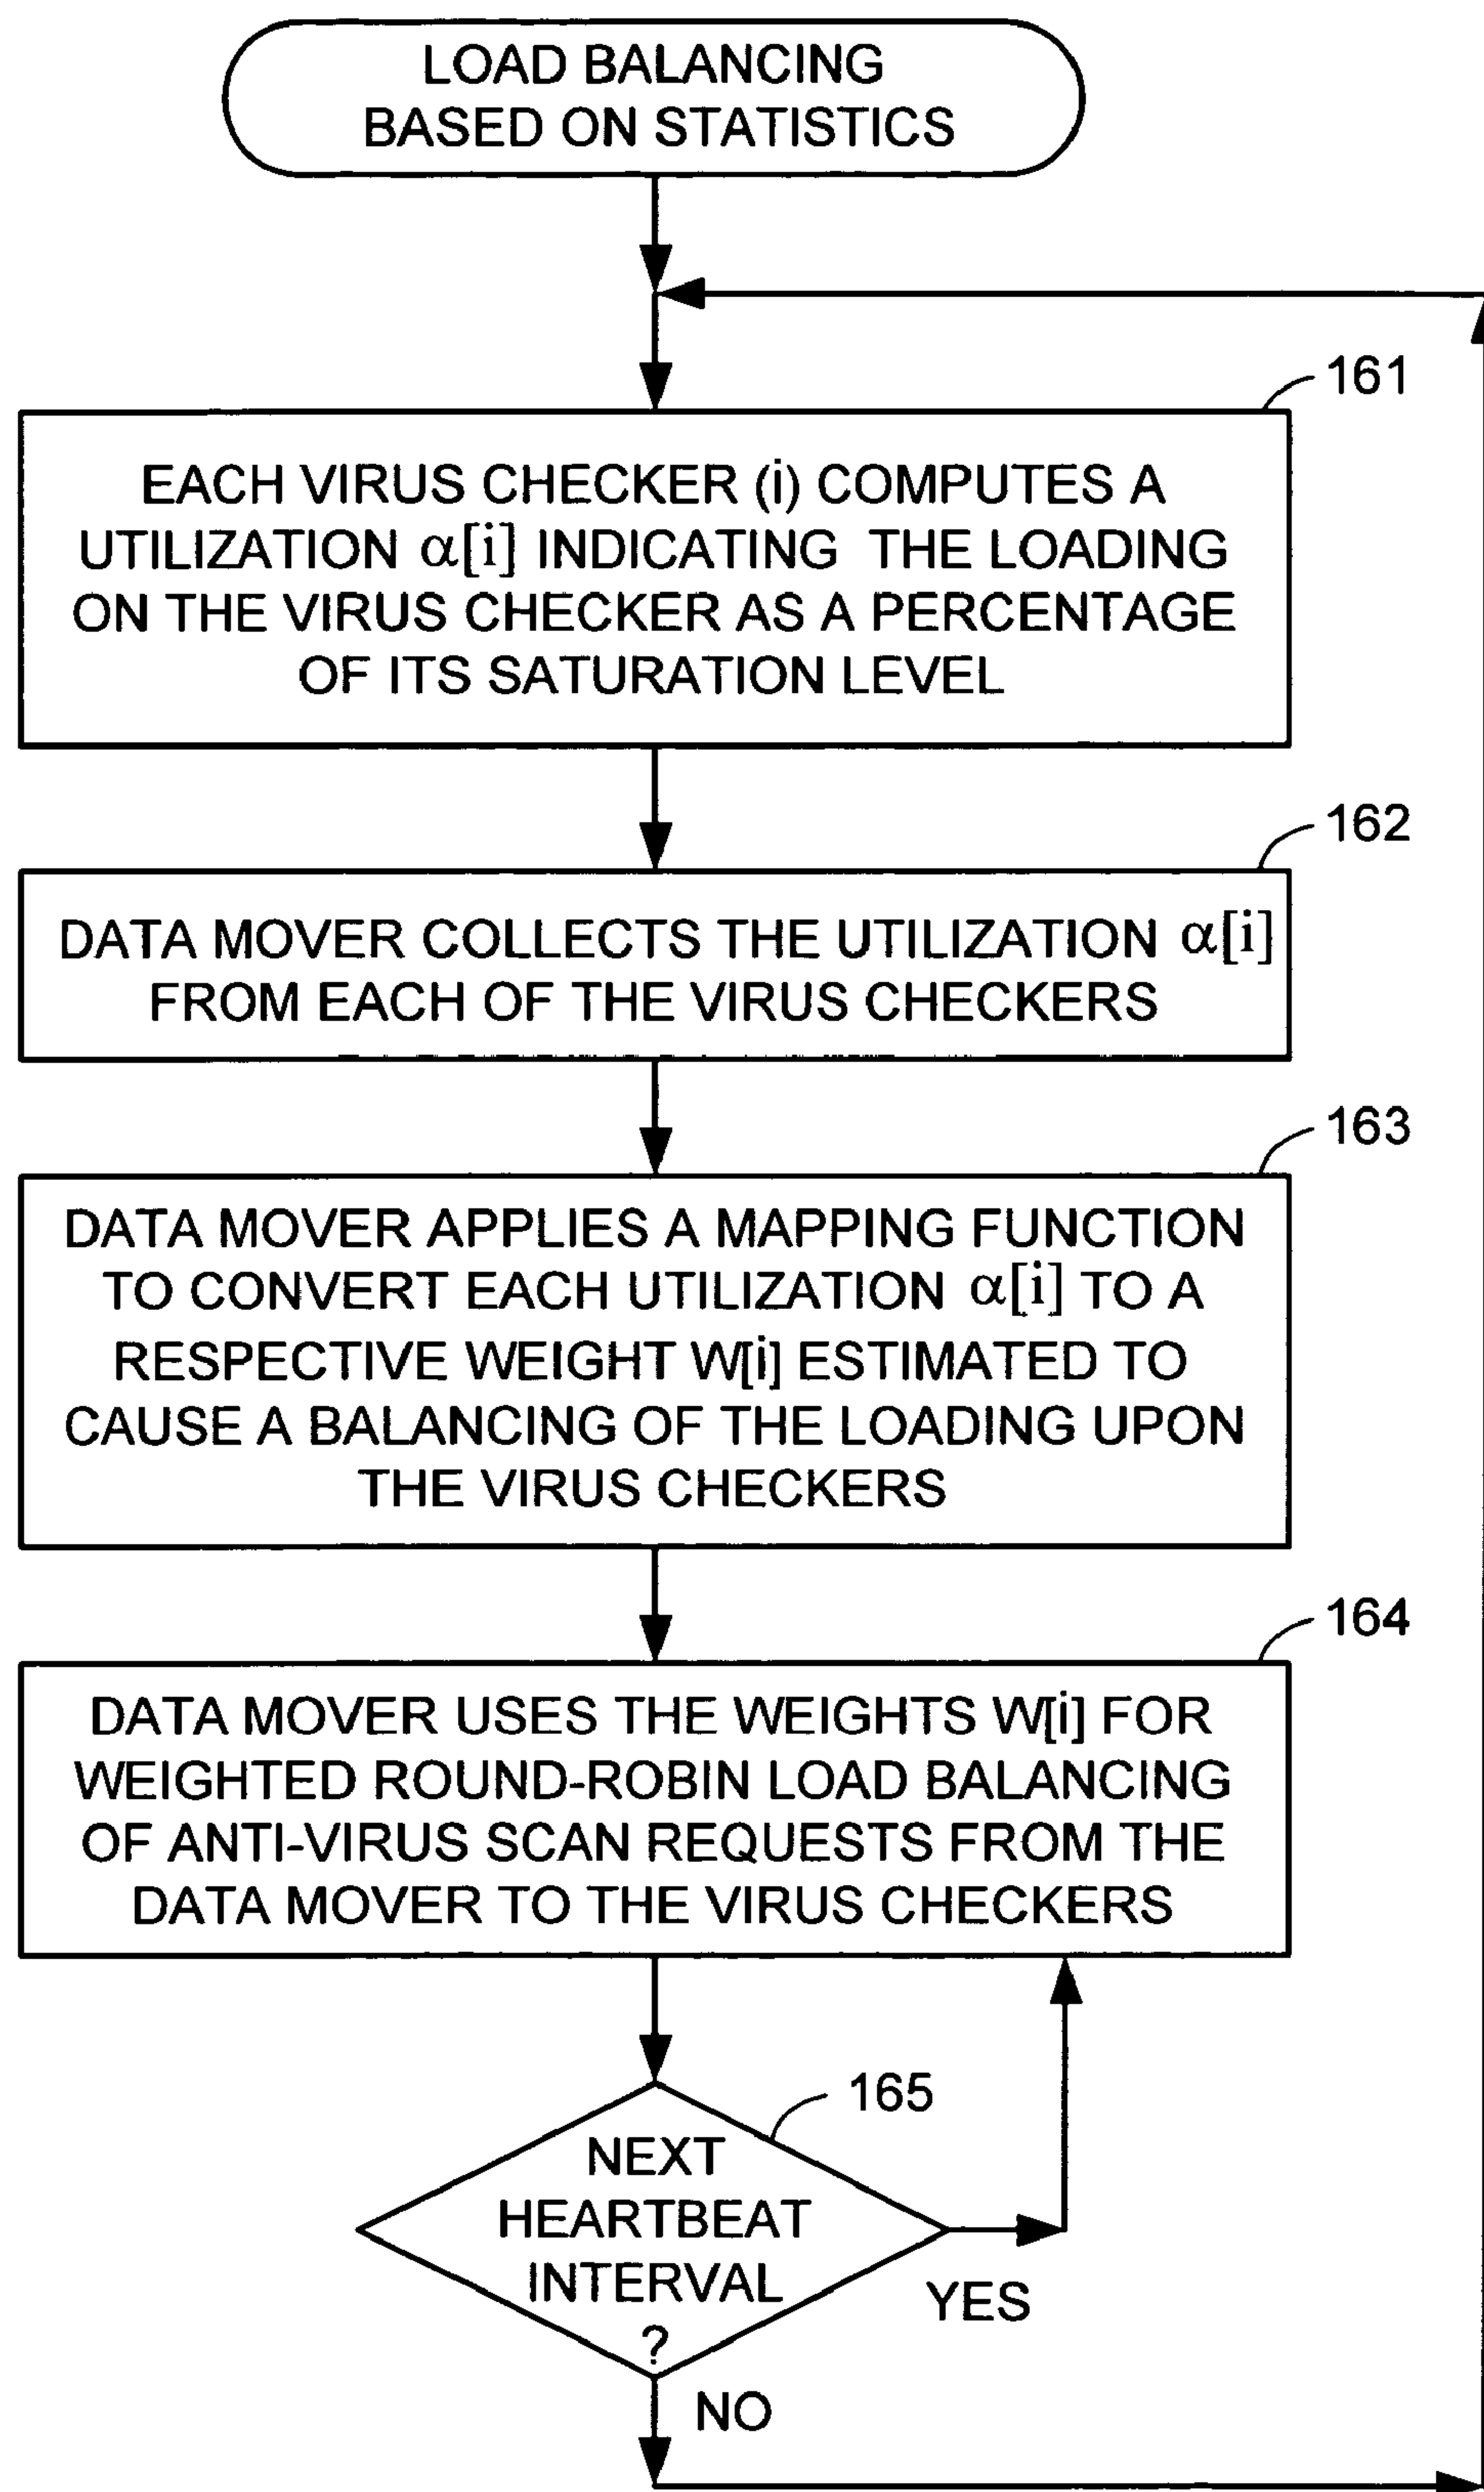 LOAD BALANCING
BASED ON STATISTICS
161
EACH VIRUS CHECKER (i) COMPUTES A
UTILIZATION α[i] INDICATING THE LOADING
ON THE VIRUS CHECKER AS A PERCENTAGE
OF ITS SATURATION LEVEL
162
DATA MOVER COLLECTS THE UTILIZATION α[i]
FROM EACH OF THE VIRUS CHECKERS
163
DATA MOVER APPLIES A MAPPING FUNCTION
TO CONVERT EACH UTILIZATION α[i] TO A
RESPECTIVE WEIGHT W[i] ESTIMATED TO
CAUSE A BALANCING OF THE LOADING UPON
THE VIRUS CHECKERS
164
DATA MOVER USES THE WEIGHTS W[i] FOR
WEIGHTED ROUND-ROBIN LOAD BALANCING
OF ANTI-VIRUS SCAN REQUESTS FROM THE
DATA MOVER TO THE VIRUS CHECKERS
165
NEXT
HEARTBEAT
INTERVAL
?
YES
NO